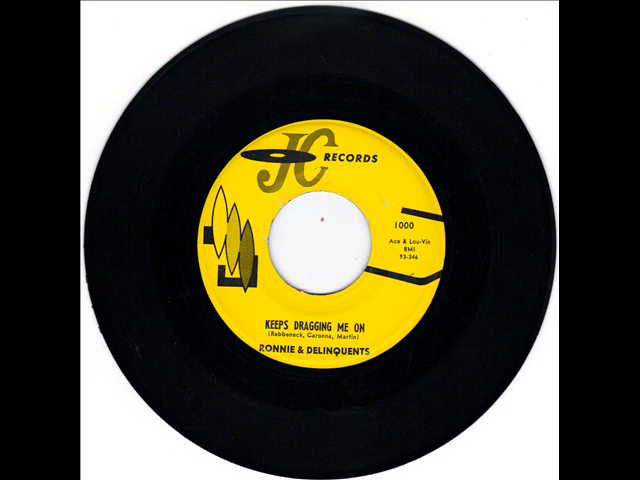 JC RECORDS
1000
Ace & Lou-Vin
BMI
93-346
KEEPS DRAGGING ME ON
(Rebbeneck, Caronna, Martin)
RONNIE & DELINQUENTS